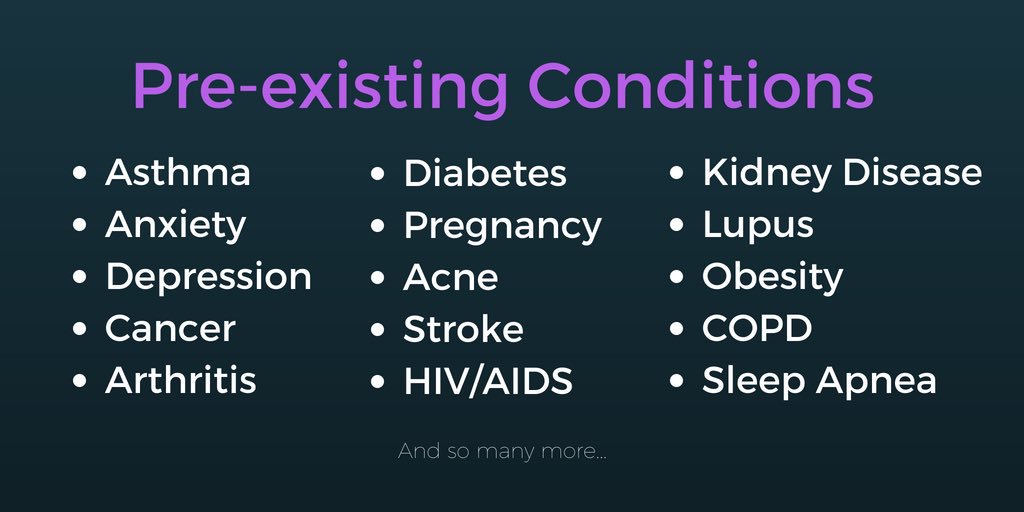 Pre-existing Conditions
• Asthma
• Anxiety
• Depression
• Cancer
• Arthritis
• Diabetes
• Pregnancy
• Acne
• Stroke
• HIV/AIDS
• Kidney Disease
• Lupus
• Obesity
• COPD
• Sleep Apnea
And so many more...